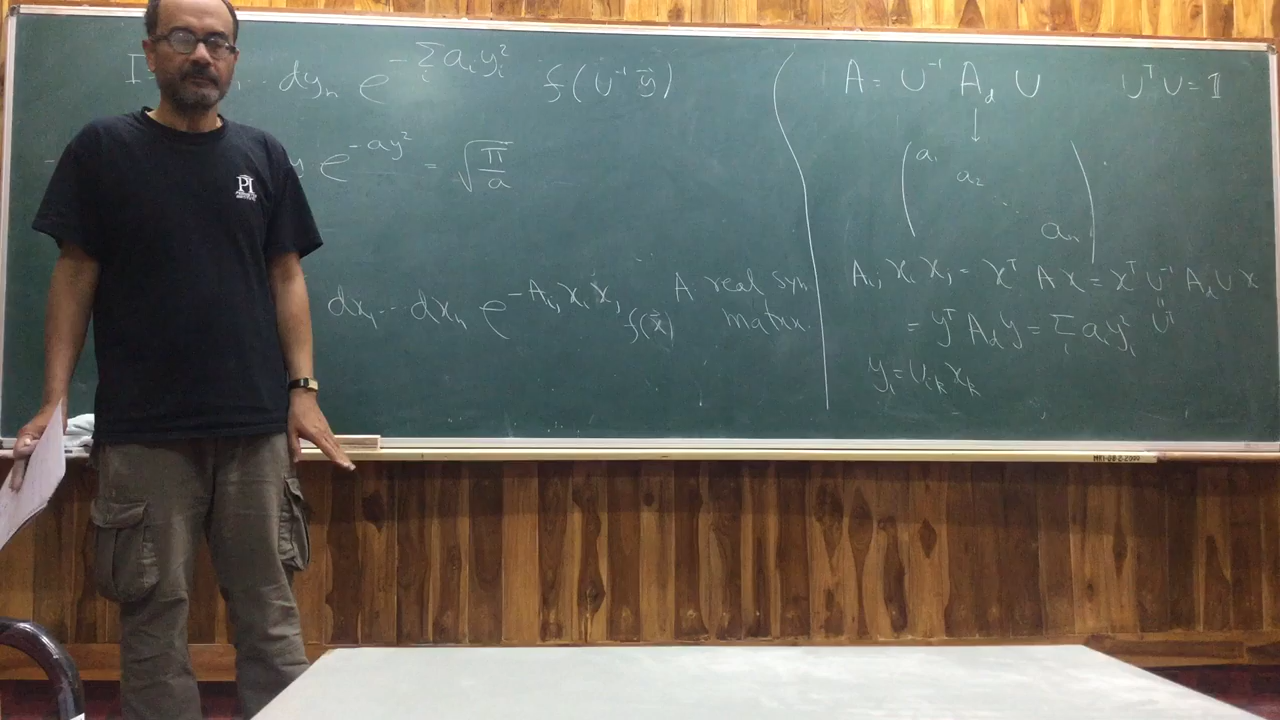 I ... dyₙ e^{-∑ᵢ aᵢyᵢ²} f(U⁻¹ y⃗)
y e^{-ay²} = √(π/a)
dx₁...dxₙ e^{-Aᵢⱼxᵢxⱼ} f(x⃗) A real sym
matrix.
A = U⁻¹ A_d U UᵀU = 𝟙
↓
( a₁
a₂
aₙ )
Aᵢⱼ xᵢ xⱼ = xᵀ A x = xᵀ U⁻¹ A_d U x
= yᵀ A_d y = ∑ᵢ aᵢyᵢ² Uᵀ
yᵢ = Uᵢₖ xₖ
PI